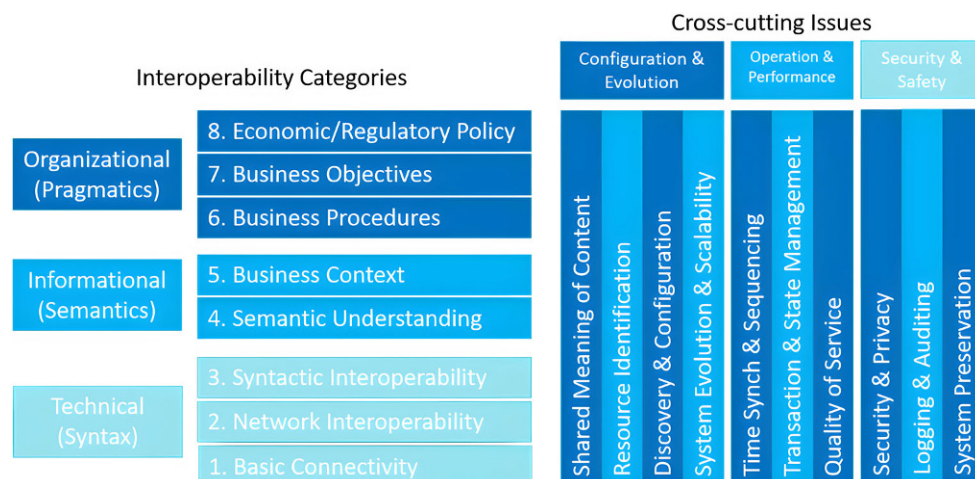 Cross-cutting Issues
Interoperability Categories
Configuration &
Evolution
Operation &
Performance
Security &
Safety
Organizational
(Pragmatics)
8. Economic/Regulatory Policy
7. Business Objectives
6. Business Procedures
Informational
(Semantics)
5. Business Context
4. Semantic Understanding
Technical
(Syntax)
3. Syntactic Interoperability
2. Network Interoperability
1. Basic Connectivity
Shared Meaning of Content
Resource Identification
Discovery & Configuration
System Evolution & Scalability
Time Synch & Sequencing
Transaction & State Management
Quality of Service
Security & Privacy
Logging & Auditing
System Preservation